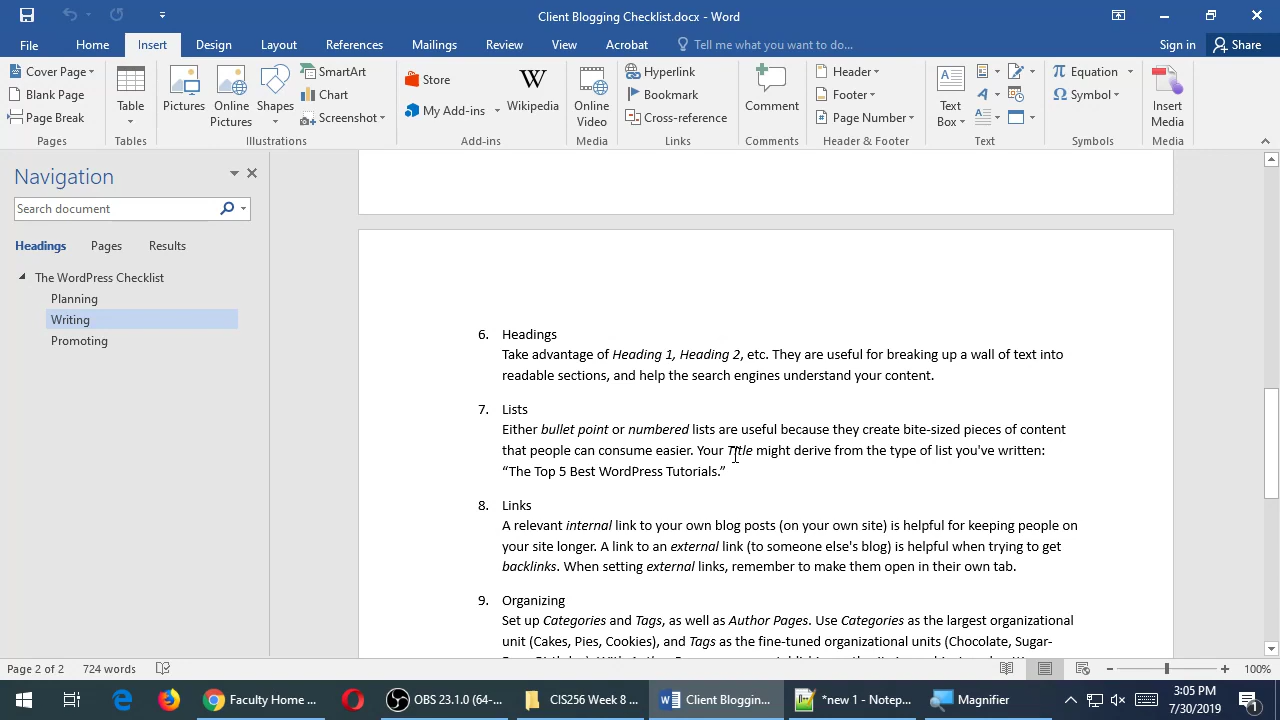 Client Blogging Checklist.docx - Word
File Home Insert Design Layout References Mailings Review View Acrobat Tell me what you want to do... Sign in Share
Cover Page
Blank Page
Page Break
Pages
Table
Tables
Pictures
Online Pictures
Shapes
SmartArt
Chart
Screenshot
Illustrations
Store
My Add-ins
W
Wikipedia
Add-ins
Online Video
Media
Hyperlink
Bookmark
Cross-reference
Links
Comment
Comments
Header
Footer
Page Number
Header & Footer
Text Box
Text
Equation
Symbol
Symbols
Insert Media
Media
Navigation
Search document
Headings Pages Results
The WordPress Checklist
Planning
Writing
Promoting
6. Headings
Take advantage of Heading 1, Heading 2, etc. They are useful for breaking up a wall of text into
readable sections, and help the search engines understand your content.
7. Lists
Either bullet point or numbered lists are useful because they create bite-sized pieces of content
that people can consume easier. Your Title might derive from the type of list you've written:
“The Top 5 Best WordPress Tutorials.”
8. Links
A relevant internal link to your own blog posts (on your own site) is helpful for keeping people on
your site longer. A link to an external link (to someone else's blog) is helpful when trying to get
backlinks. When setting external links, remember to make them open in their own tab.
9. Organizing
Set up Categories and Tags, as well as Author Pages. Use Categories as the largest organizational
unit (Cakes, Pies, Cookies), and Tags as the fine-tuned organizational units (Chocolate, Sugar-
Page 2 of 2 724 words 100%
Faculty Home ... OBS 23.1.0 (64-... CIS256 Week 8 ... Client Bloggin... *new 1 - Notep... Magnifier
3:05 PM
7/30/2019
1